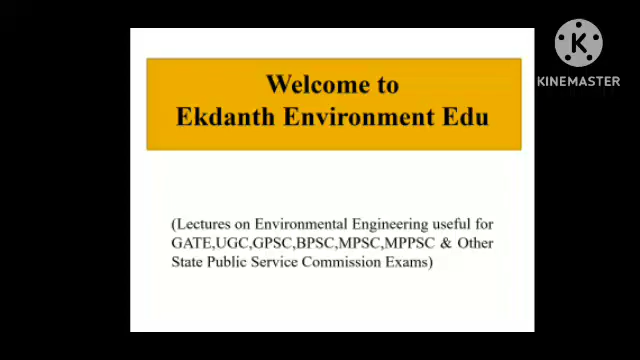 Welcome to
Ekdanth Environment Edu
(Lectures on Environmental Engineering useful for
GATE,UGC,GPSC,BPSC,MPSC,MPPSC & Other
State Public Service Commission Exams)
K
KINEMASTER